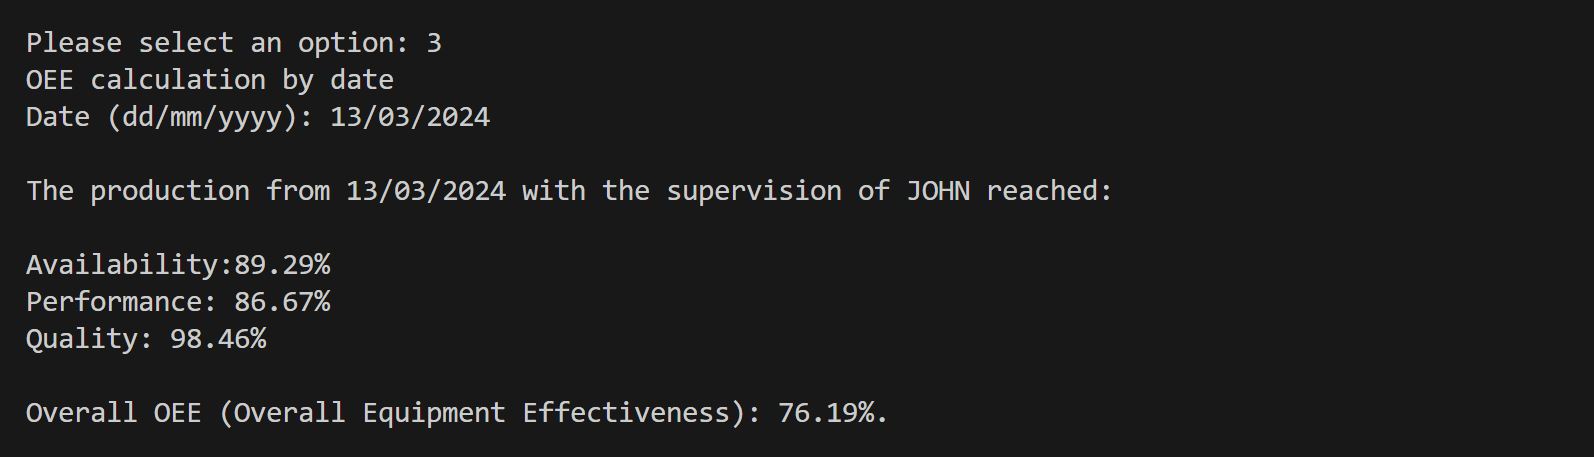 Please select an option: 3
OEE calculation by date
Date (dd/mm/yyyy): 13/03/2024
The production from 13/03/2024 with the supervision of JOHN reached:
Availability:89.29%
Performance: 86.67%
Quality: 98.46%
Overall OEE (Overall Equipment Effectiveness): 76.19%.